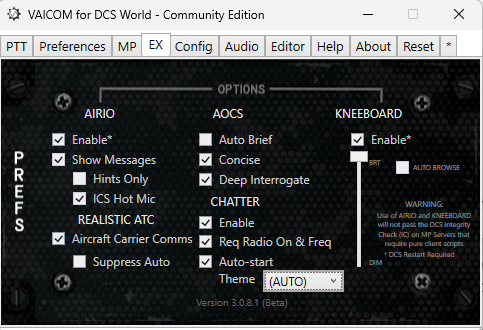 VAICOM for DCS World - Community Edition
PTT Preferences MP EX Config Audio Editor Help About Reset *
OPTIONS
PREFS
AIRIO
Enable*
Show Messages
Hints Only
ICS Hot Mic
REALISTIC ATC
Aircraft Carrier Comms
Suppress Auto
AOCS
Auto Brief
Concise
Deep Interrogate
CHATTER
Enable
Req Radio On & Freq
Auto-start
Theme (AUTO)
KNEEBOARD
Enable*
BRT
AUTO BROWSE
WARNING:
Use of AIRIO and KNEEBOARD
will not pass the DCS integrity
Check (IC) on MP Servers that
require pure client scripts
* DCS Restart Required
DIM
Version 3.0.8.1 (Beta)